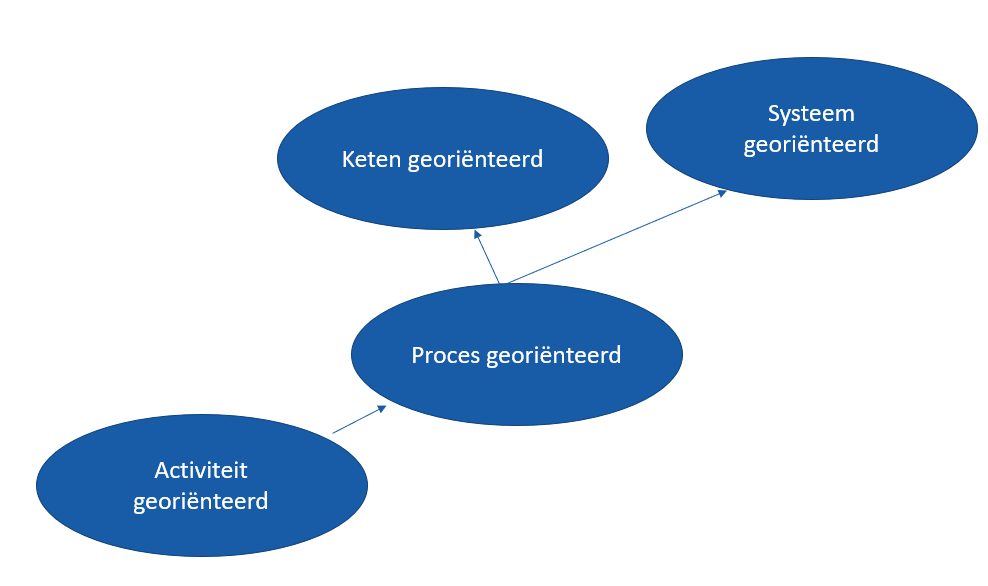 Systeem
georiënteerd
Keten georiënteerd
Proces georiënteerd
Activiteit
georiënteerd